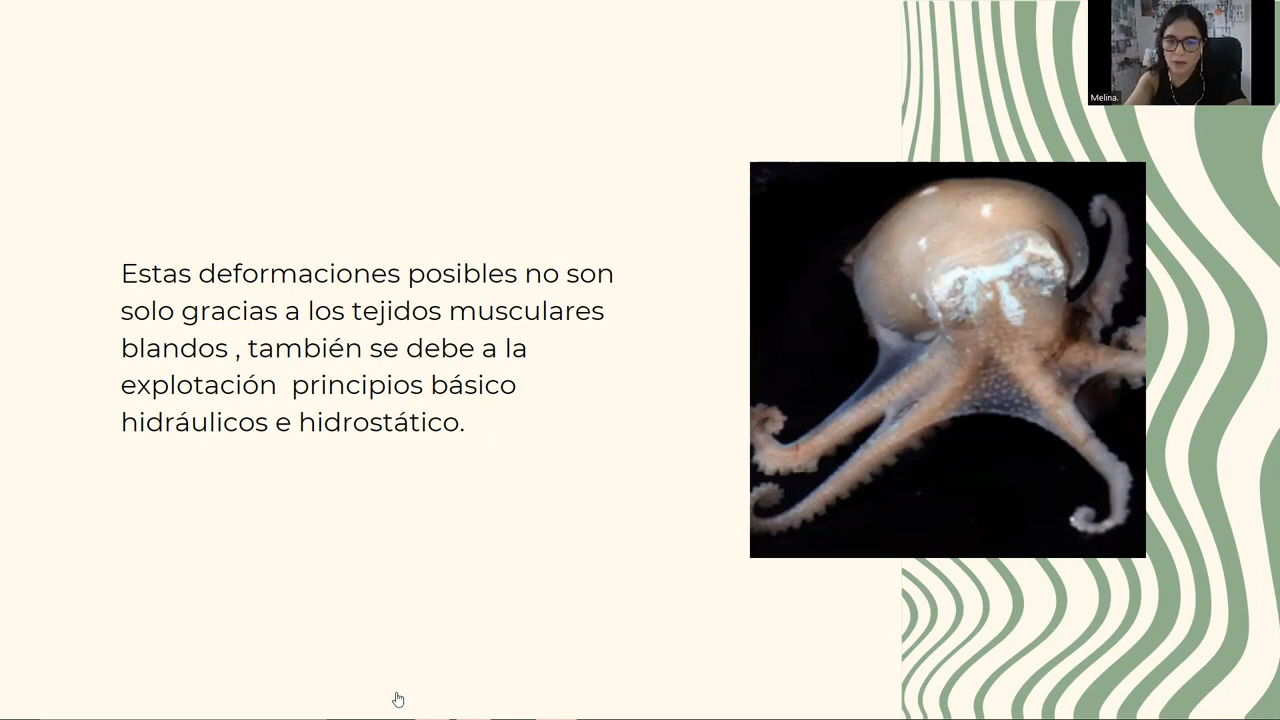 Melina.
Estas deformaciones posibles no son
solo gracias a los tejidos musculares
blandos , también se debe a la
explotación  principios básico
hidráulicos e hidrostático.